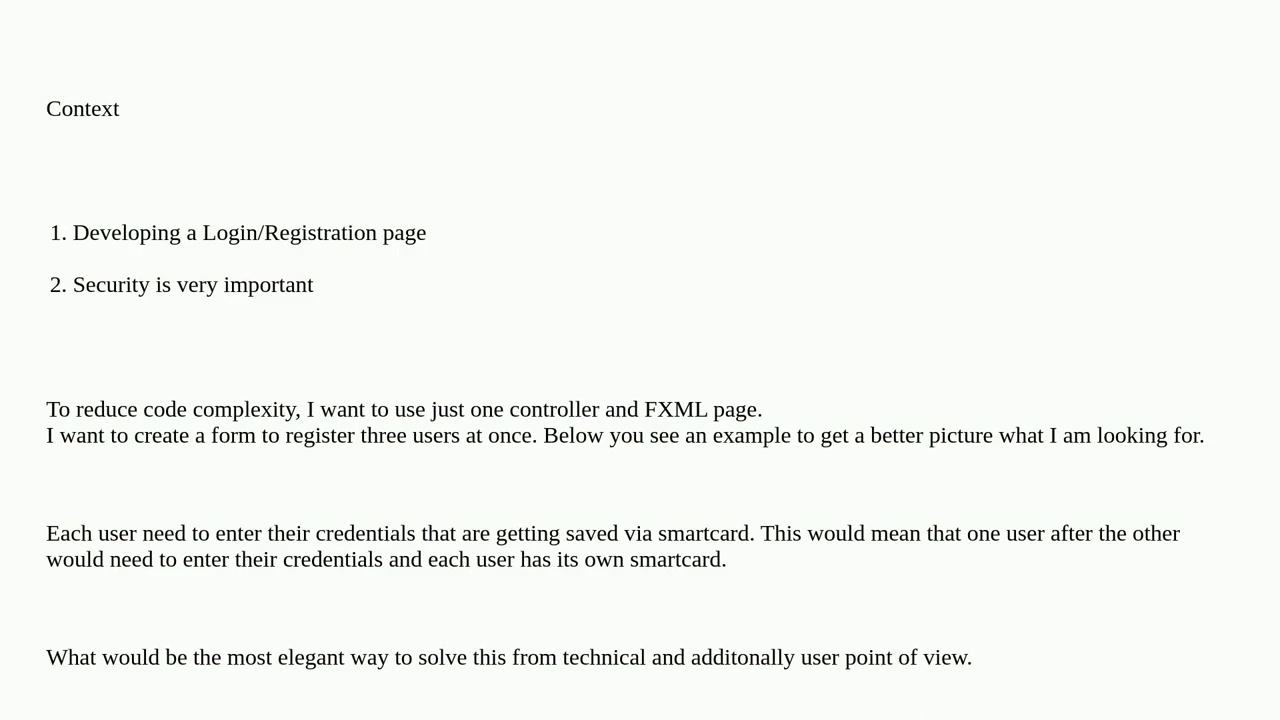 Context
1. Developing a Login/Registration page
2. Security is very important
To reduce code complexity, I want to use just one controller and FXML page.
I want to create a form to register three users at once. Below you see an example to get a better picture what I am looking for.
Each user need to enter their credentials that are getting saved via smartcard. This would mean that one user after the other
would need to enter their credentials and each user has its own smartcard.
What would be the most elegant way to solve this from technical and additonally user point of view.